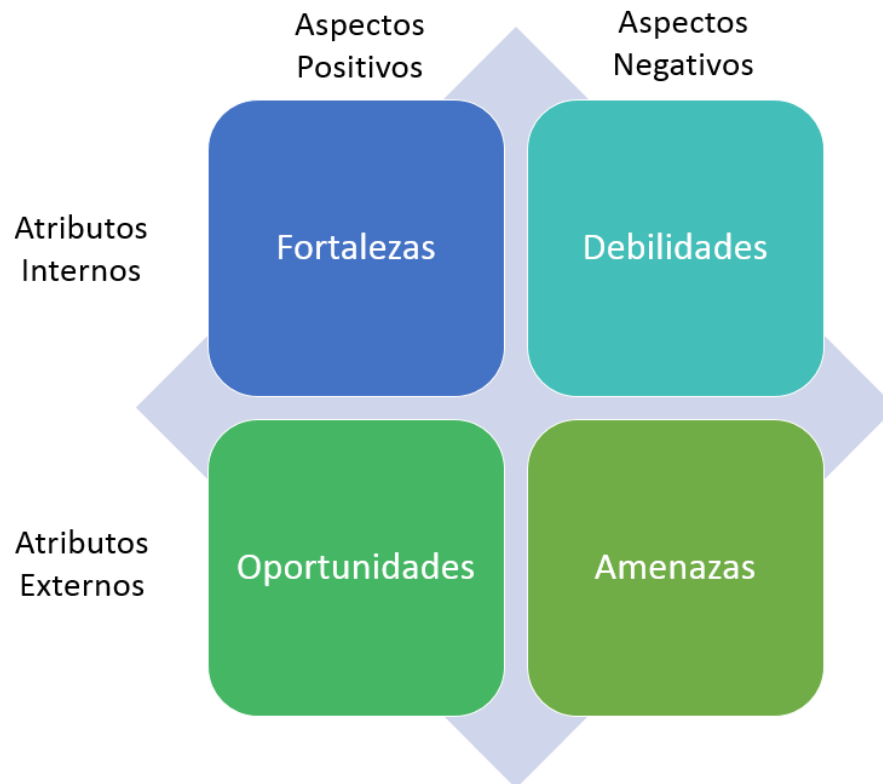 Aspectos
Positivos
Aspectos
Negativos
Atributos
Internos
Fortalezas
Debilidades
Atributos
Externos
Oportunidades
Amenazas